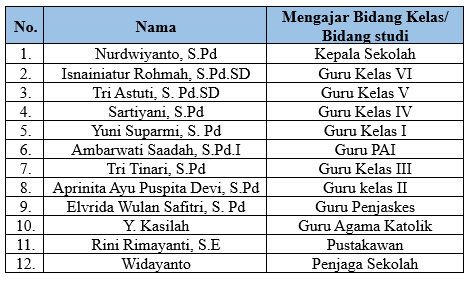 No. Nama Mengajar Bidang Kelas/
Bidang studi
1. Nurdwiyanto, S.Pd Kepala Sekolah
2. Isnainiatur Rohmah, S.Pd.SD Guru Kelas VI
3. Tri Astuti, S. Pd.SD Guru Kelas V
4. Sartiyani, S.Pd Guru Kelas IV
5. Yuni Suparmi, S. Pd Guru Kelas I
6. Ambarwati Saadah, S.Pd.I Guru PAI
7. Tri Tinari, S.Pd Guru Kelas III
8. Aprinita Ayu Puspita Devi, S.Pd Guru kelas II
9. Elvrida Wulan Safitri, S. Pd Guru Penjaskes
10. Y. Kasilah Guru Agama Katolik
11. Rini Rimayanti, S.E Pustakawan
12. Widayanto Penjaga Sekolah